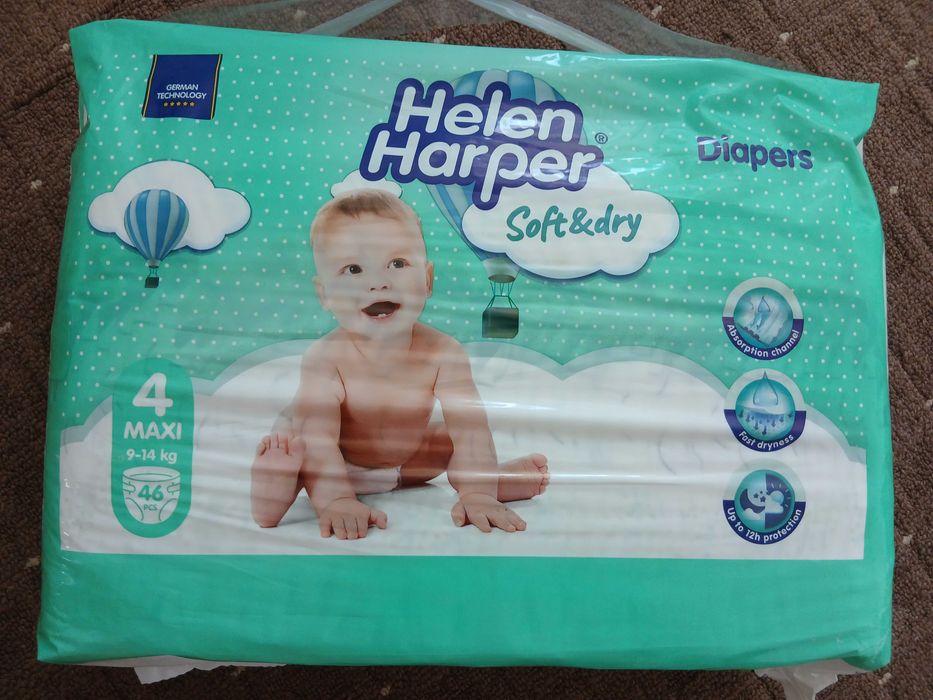 GERMAN
TECHNOLOGY
Helen
Harper®
Soft&dry
Diapers
4
MAXI
9-14 kg
46
PCS
Absorption channel
Fast dryness
Up to 12h protection